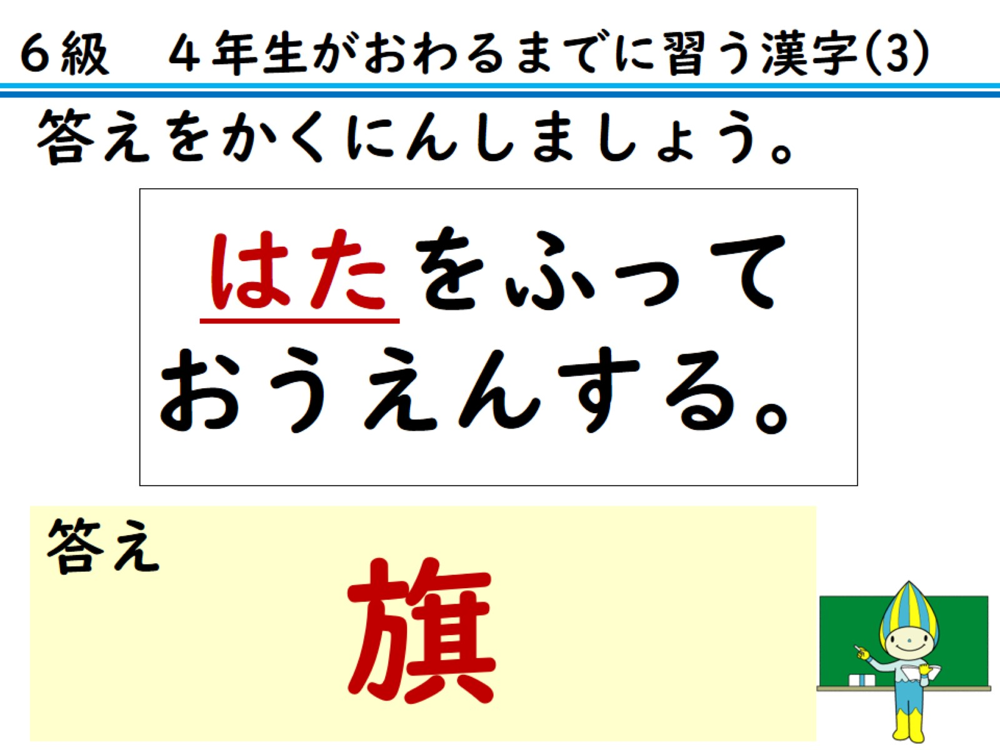 ６級　４年生がおわるまでに習う漢字(3)
答えをかくにんしましょう。
はたをふって
おうえんする。
答え
旗